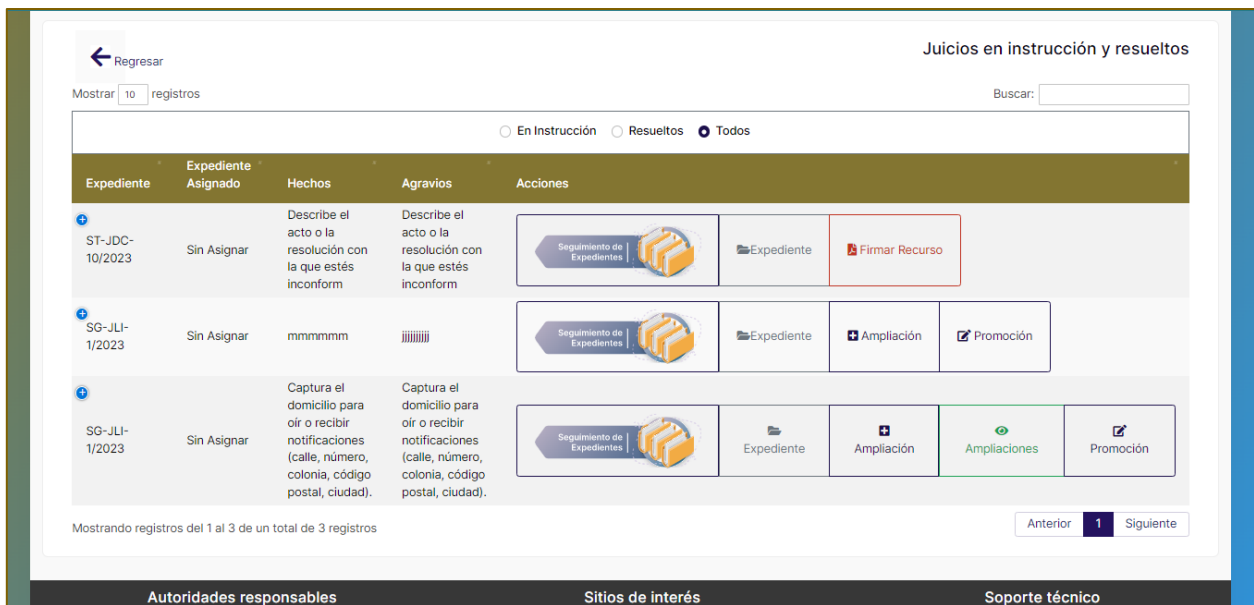 Regresar
Juicios en instrucción y resueltos
Mostrar 10 registros
Buscar:
En Instrucción Resueltos Todos
Expediente
Expediente
Asignado
Hechos
Agravios
Acciones
ST-JDC-
10/2023
Sin Asignar
Describe el
acto o la
resolución con
la que estés
inconform
Describe el
acto o la
resolución con
la que estés
inconform
Seguimiento de
Expedientes
Expediente
Firmar Recurso
SG-JLI-
1/2023
Sin Asignar
mmmmmm
jjjjjjjjjj
Seguimiento de
Expedientes
Expediente
Ampliación
Promoción
SG-JLI-
1/2023
Sin Asignar
Captura el
domicilio para
oír o recibir
notificaciones
(calle, número,
colonia, código
postal, ciudad).
Captura el
domicilio para
oír o recibir
notificaciones
(calle, número,
colonia, código
postal, ciudad).
Seguimiento de
Expedientes
Expediente
Ampliación
Ampliaciones
Promoción
Mostrando registros del 1 al 3 de un total de 3 registros
Anterior 1 Siguiente
Autoridades responsables
Sitios de interés
Soporte técnico